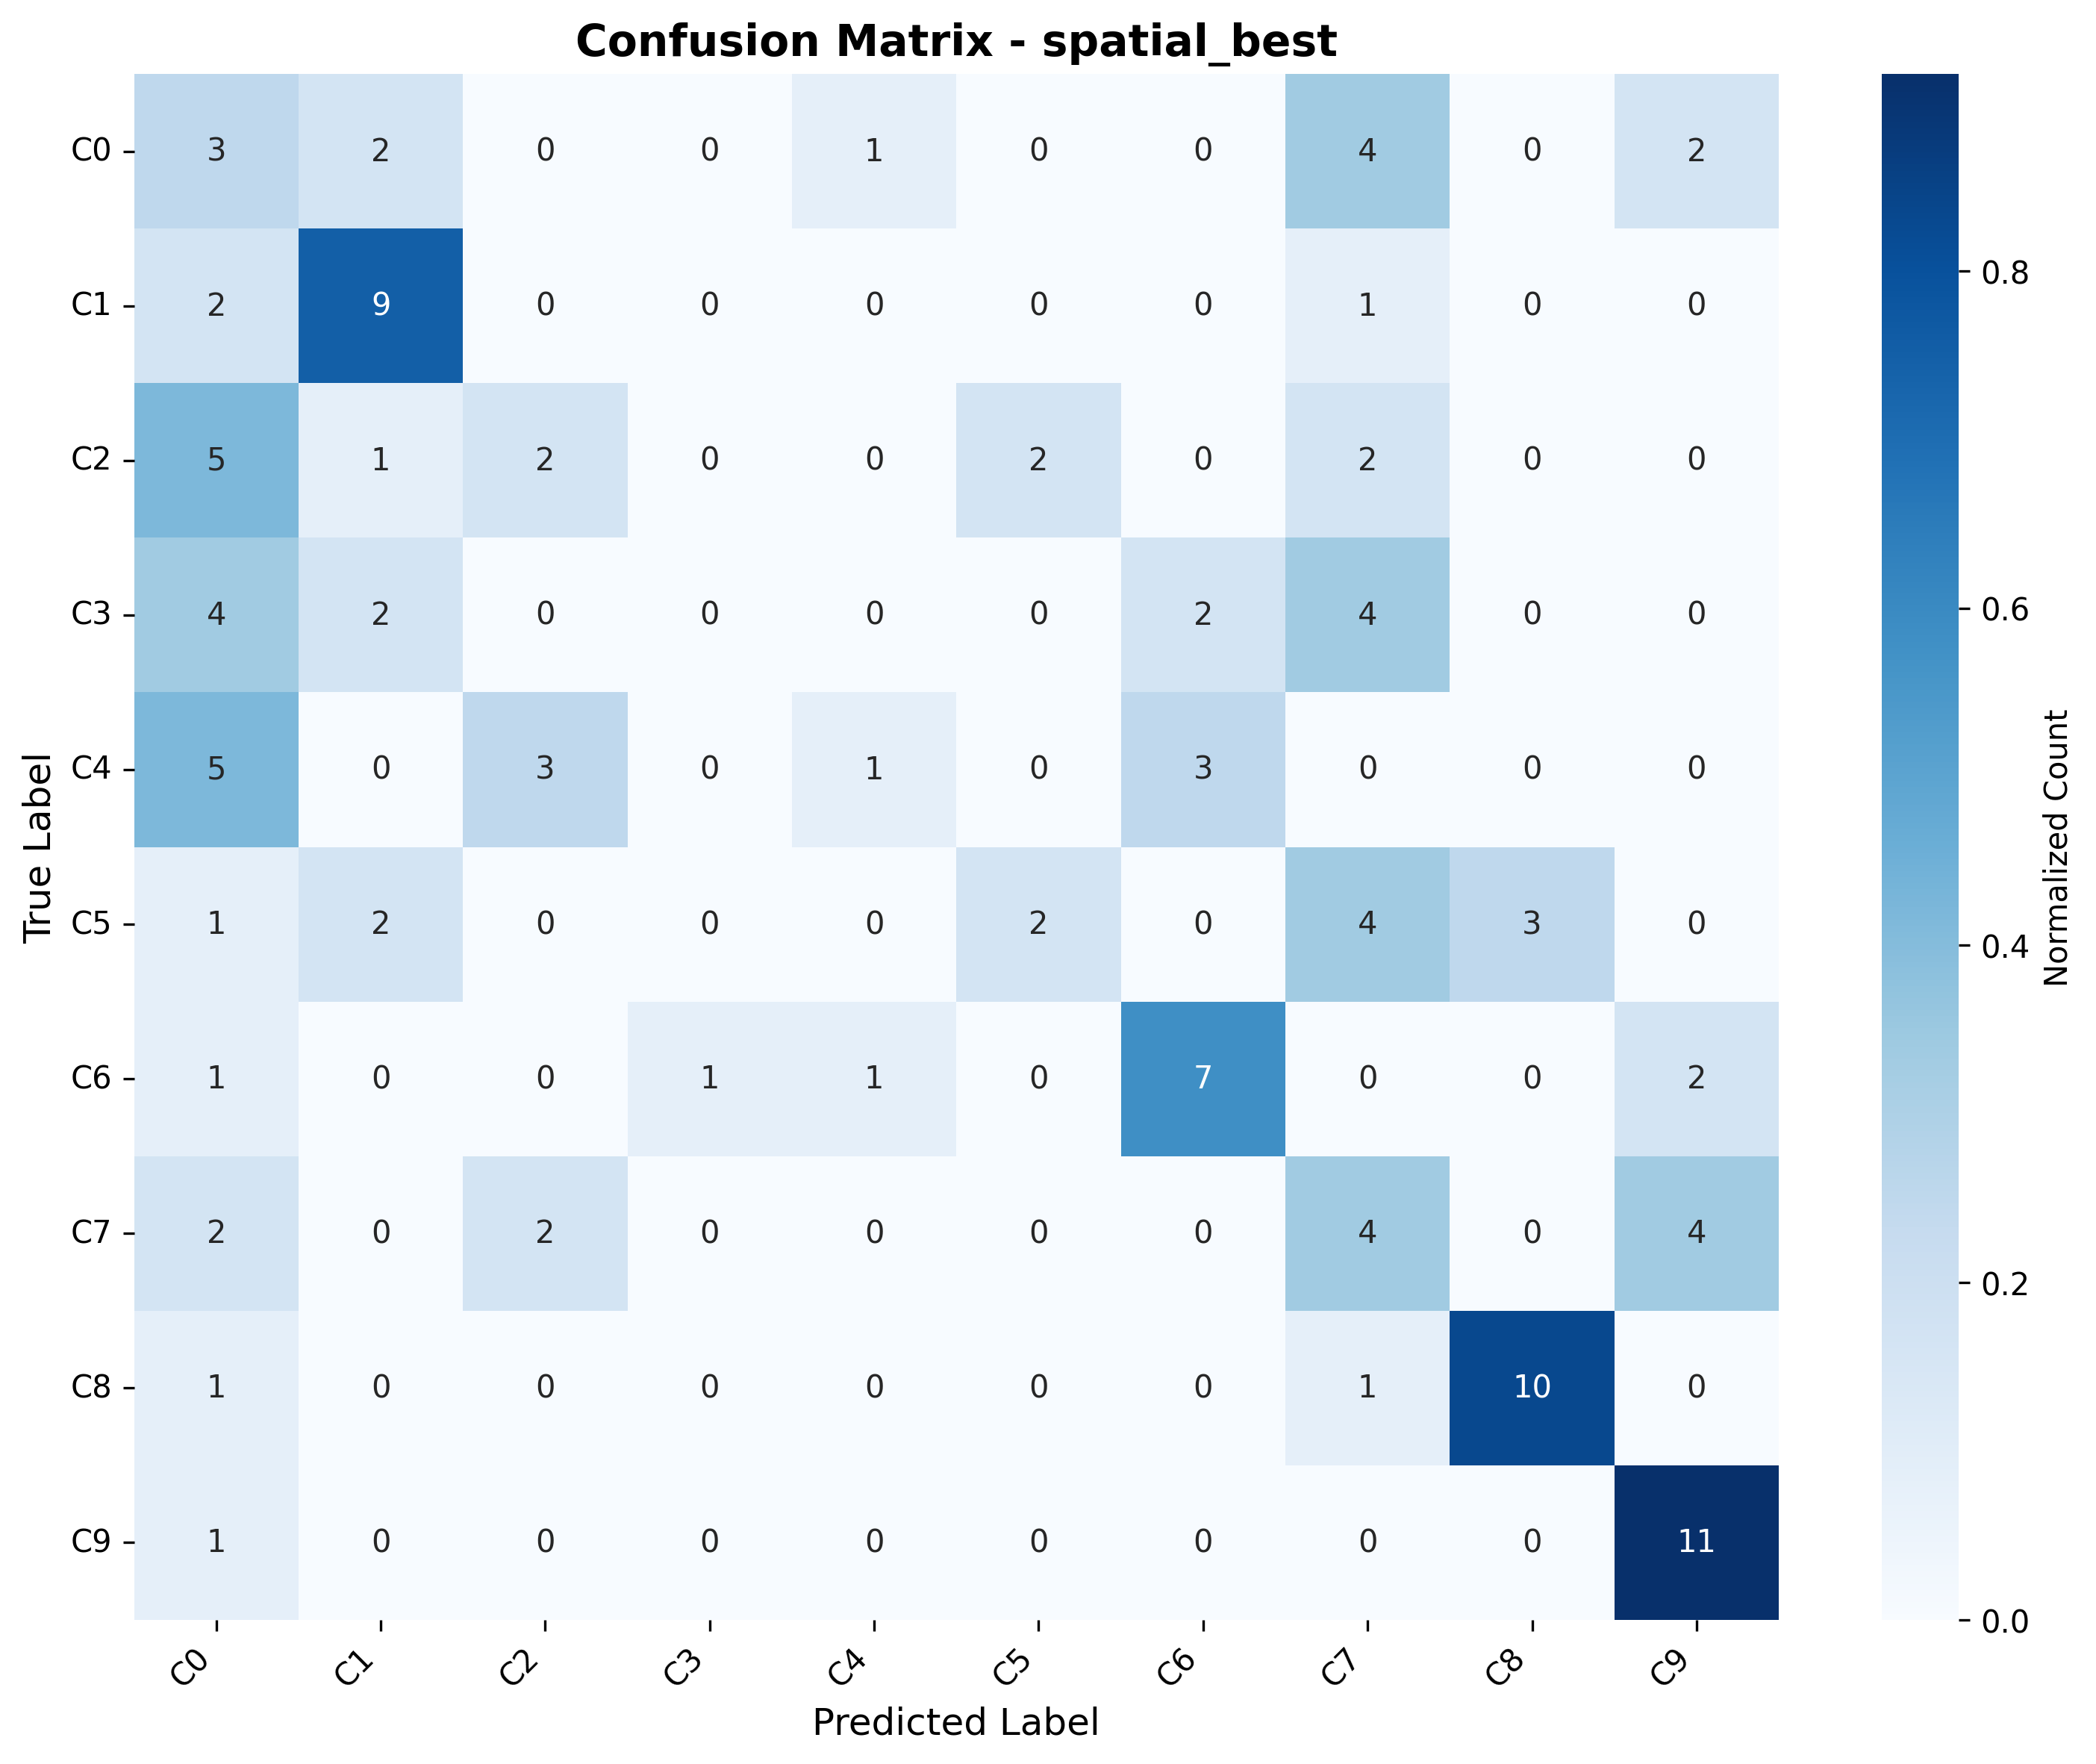 Confusion Matrix - spatial_best
True Label
C0 3 2 0 0 1 0 0 4 0 2
C1 2 9 0 0 0 0 0 1 0 0
C2 5 1 2 0 0 2 0 2 0 0
C3 4 2 0 0 0 0 2 4 0 0
C4 5 0 3 0 1 0 3 0 0 0
C5 1 2 0 0 0 2 0 4 3 0
C6 1 0 0 1 1 0 7 0 0 2
C7 2 0 2 0 0 0 0 4 0 4
C8 1 0 0 0 0 0 0 1 10 0
C9 1 0 0 0 0 0 0 0 0 11
C0 C1 C2 C3 C4 C5 C6 C7 C8 C9
Predicted Label
0.8
0.6
0.4
0.2
0.0
Normalized Count